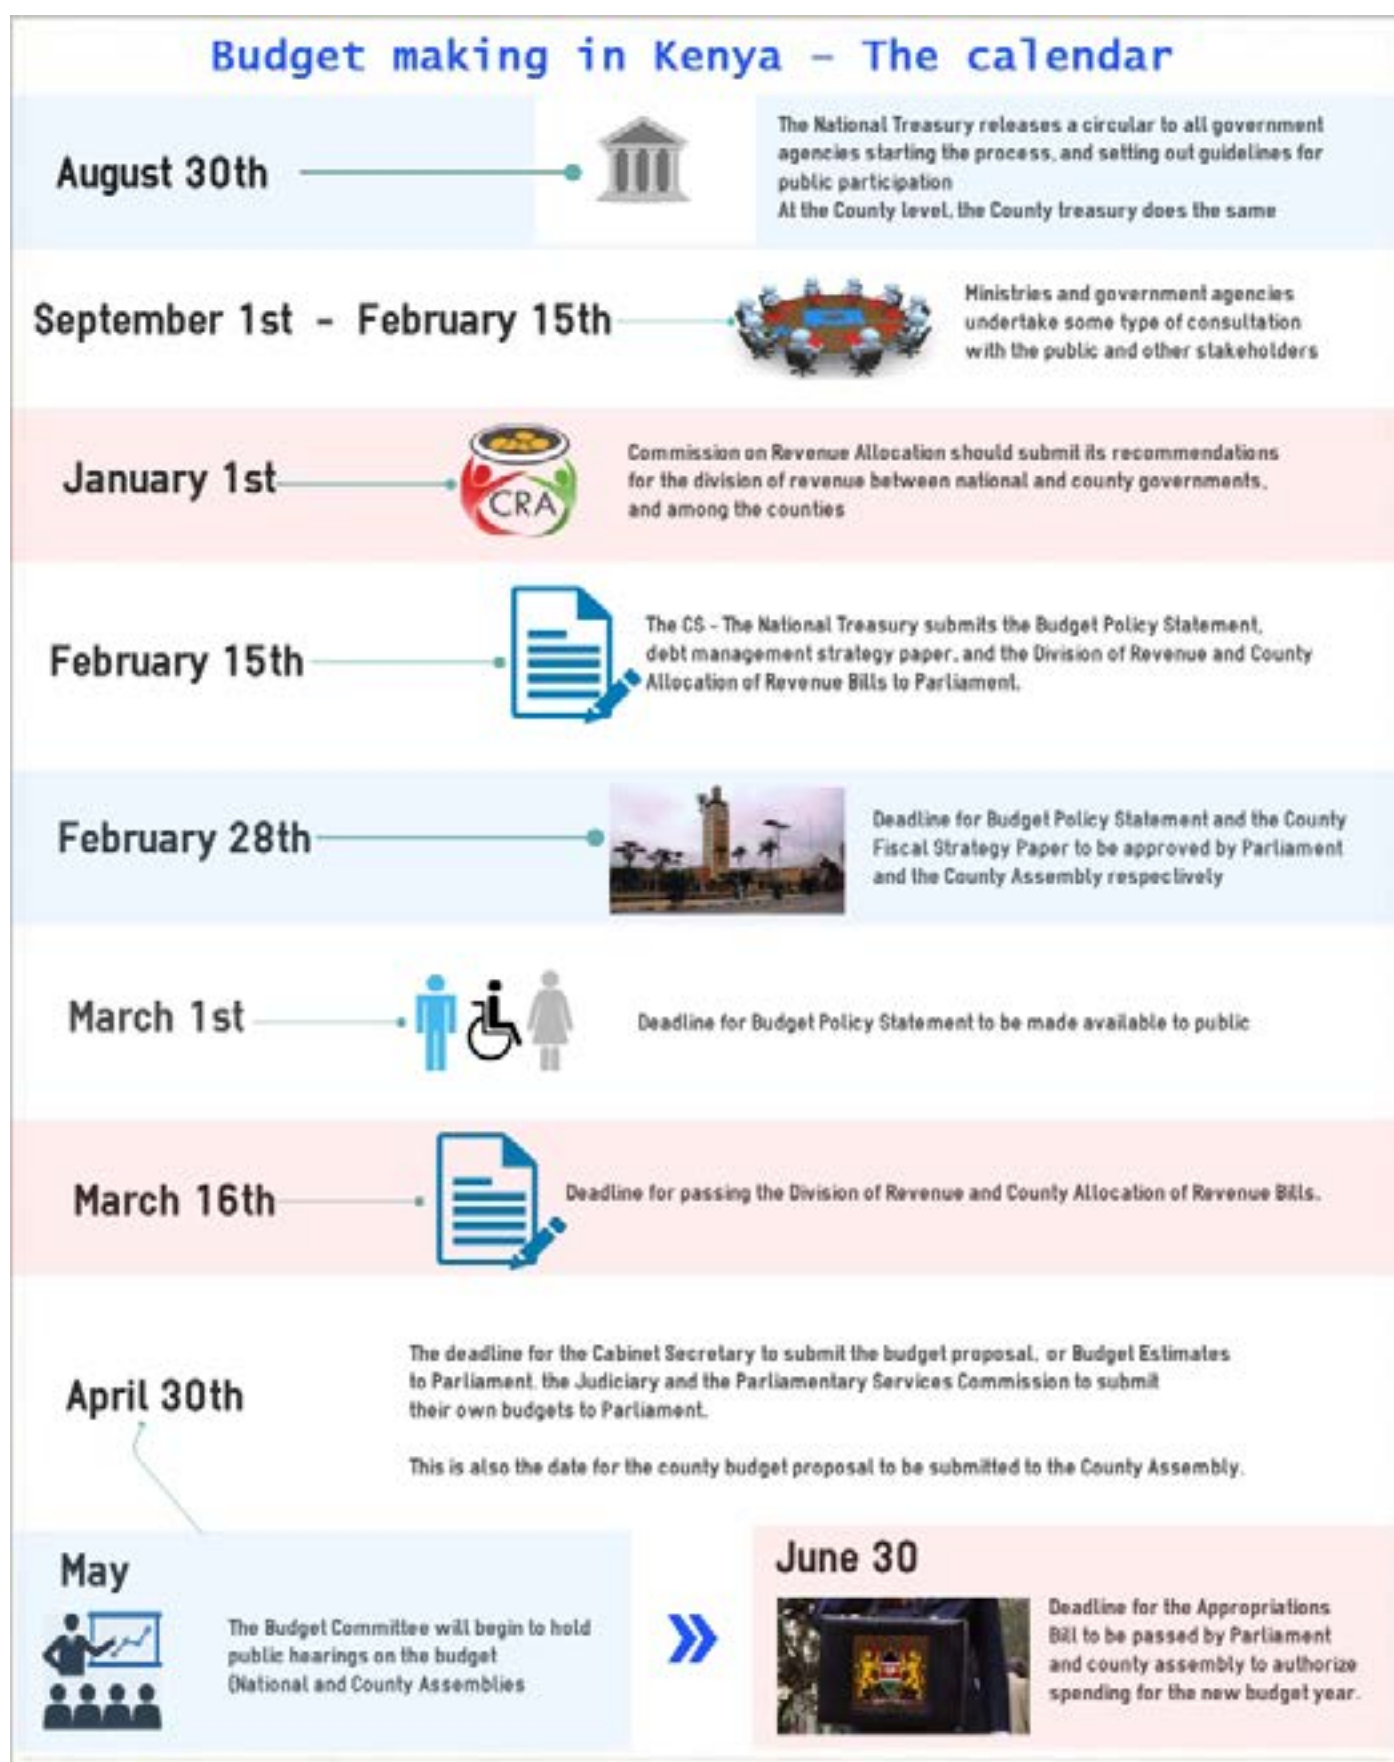 Budget making in Kenya – The calendar
August 30th
The National Treasury releases a circular to all government
agencies starting the process, and setting out guidelines for
public participation
At the County level, the County treasury does the same
September 1st - February 15th
Ministries and government agencies
undertake some type of consultation
with the public and other stakeholders
January 1st
CRA
Commission on Revenue Allocation should submit its recommendations
for the division of revenue between national and county governments,
and among the counties
February 15th
The CS - The National Treasury submits the Budget Policy Statement,
debt management strategy paper, and the Division of Revenue and County
Allocation of Revenue Bills to Parliament.
February 28th
Deadline for Budget Policy Statement and the County
Fiscal Strategy Paper to be approved by Parliament
and the County Assembly respectively
March 1st
Deadline for Budget Policy Statement to be made available to public
March 16th
Deadline for passing the Division of Revenue and County Allocation of Revenue Bills.
April 30th
The deadline for the Cabinet Secretary to submit the budget proposal, or Budget Estimates
to Parliament, the Judiciary and the Parliamentary Services Commission to submit
their own budgets to Parliament.
This is also the date for the county budget proposal to be submitted to the County Assembly.
May
The Budget Committee will begin to hold
public hearings on the budget
(National and County Assemblies
June 30
Deadline for the Appropriations
Bill to be passed by Parliament
and county assembly to authorize
spending for the new budget year.